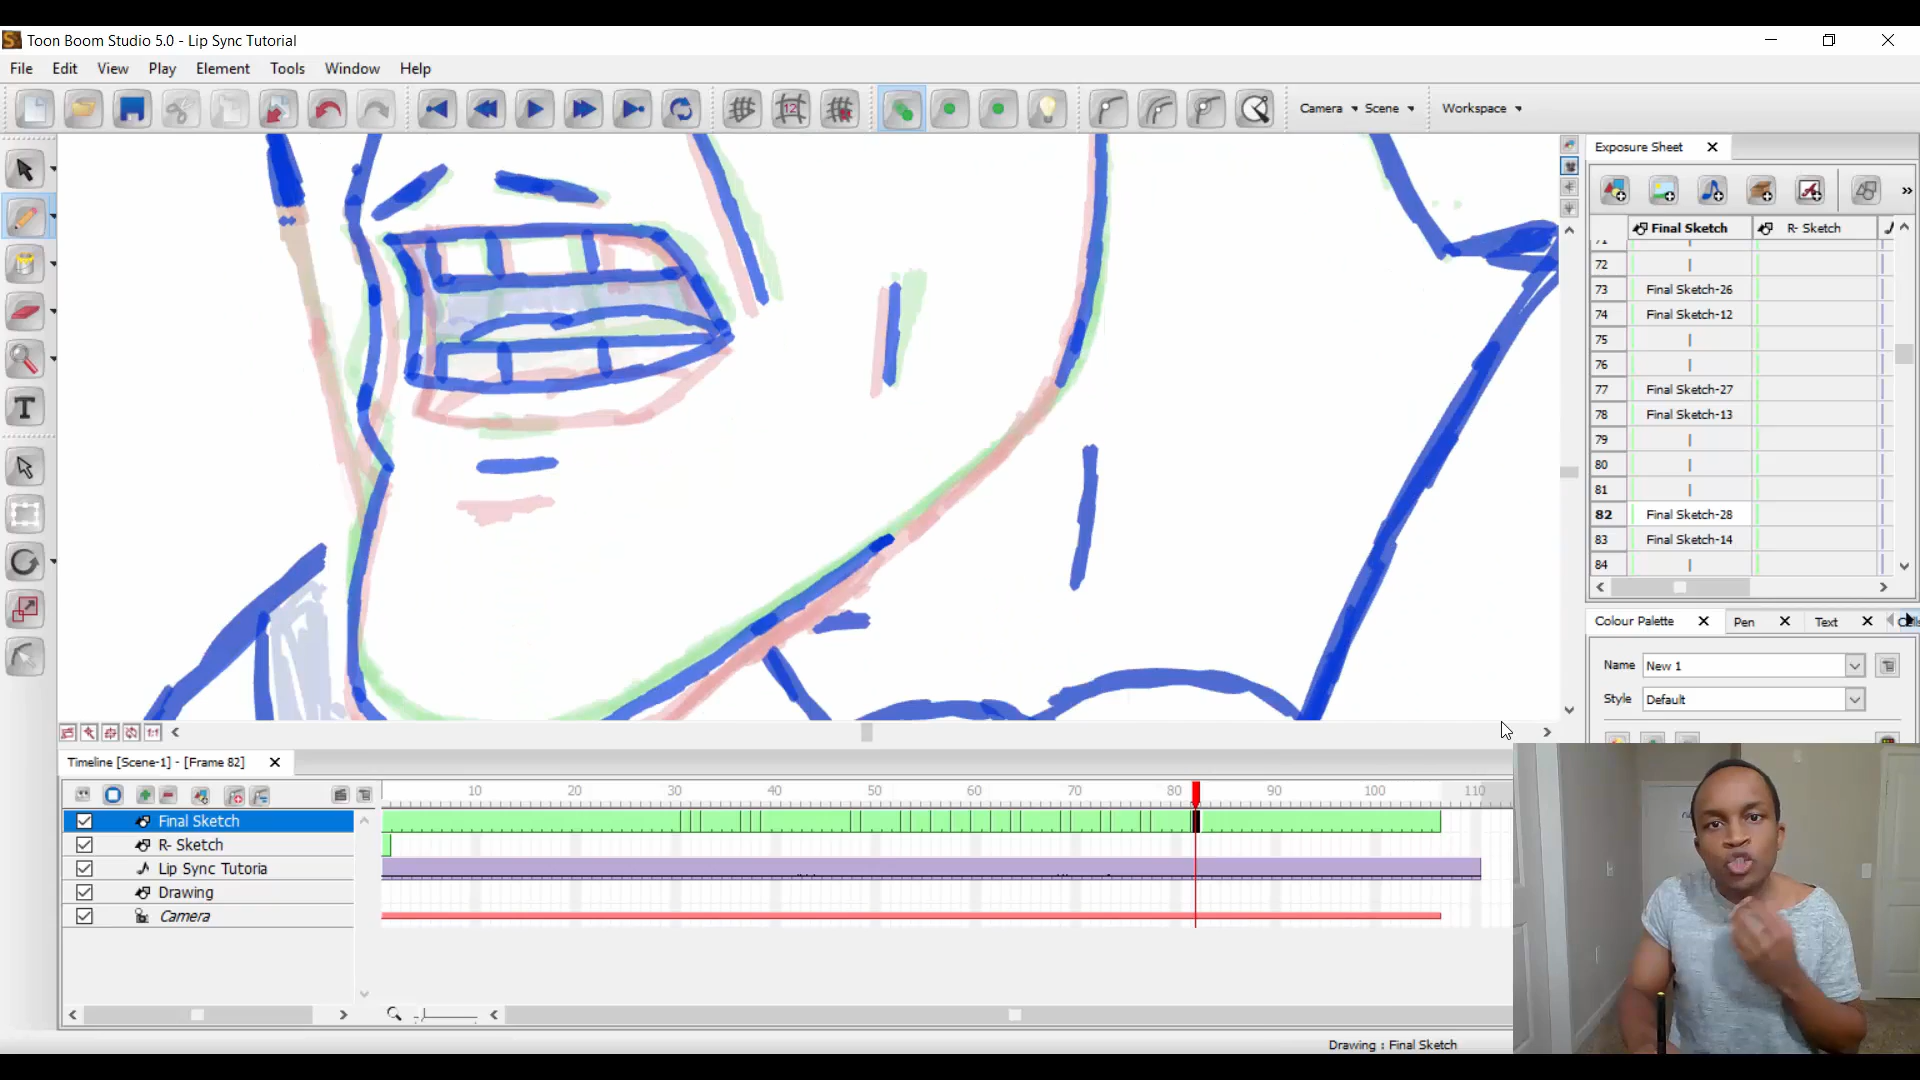 Toon Boom Studio 5.0 - Lip Sync Tutorial
File Edit View Play Element Tools Window Help
12
Camera Scene Workspace
Exposure Sheet
Final Sketch R- Sketch
72
73 Final Sketch-26
74 Final Sketch-12
75
76
77 Final Sketch-27
78 Final Sketch-13
79
80
81
82 Final Sketch-28
83 Final Sketch-14
84
T
Colour Palette Pen Text
Name New 1
Style Default
1:1
Timeline [Scene-1] - [Frame 82]
10 20 30 40 50 60 70 80 90 100 110
Final Sketch
R- Sketch
Lip Sync Tutoria
Drawing
Camera
Drawing : Final Sketch